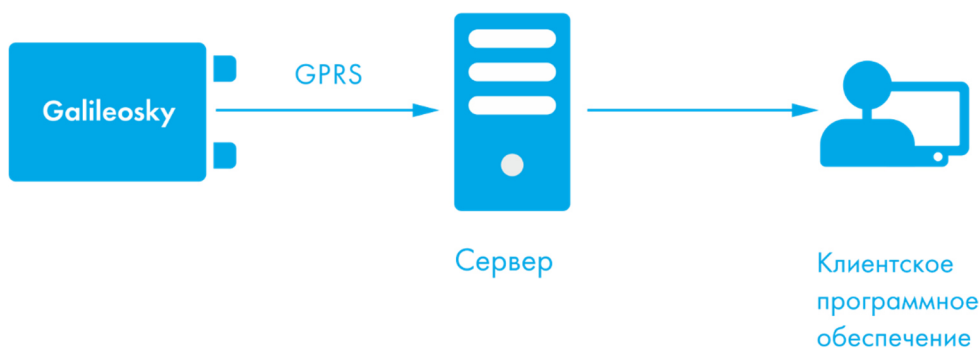 Galileosky
GPRS
Сервер
Клиентское
программное
обеспечение